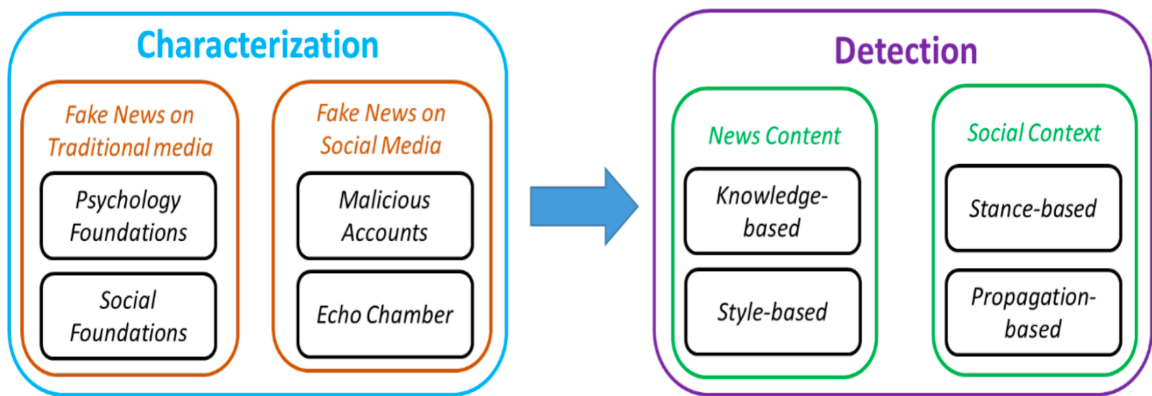 Characterization
Fake News on
Traditional media
Psychology
Foundations
Social
Foundations
Fake News on
Social Media
Malicious
Accounts
Echo Chamber
Detection
News Content
Knowledge-
based
Style-based
Social Context
Stance-based
Propagation-
based